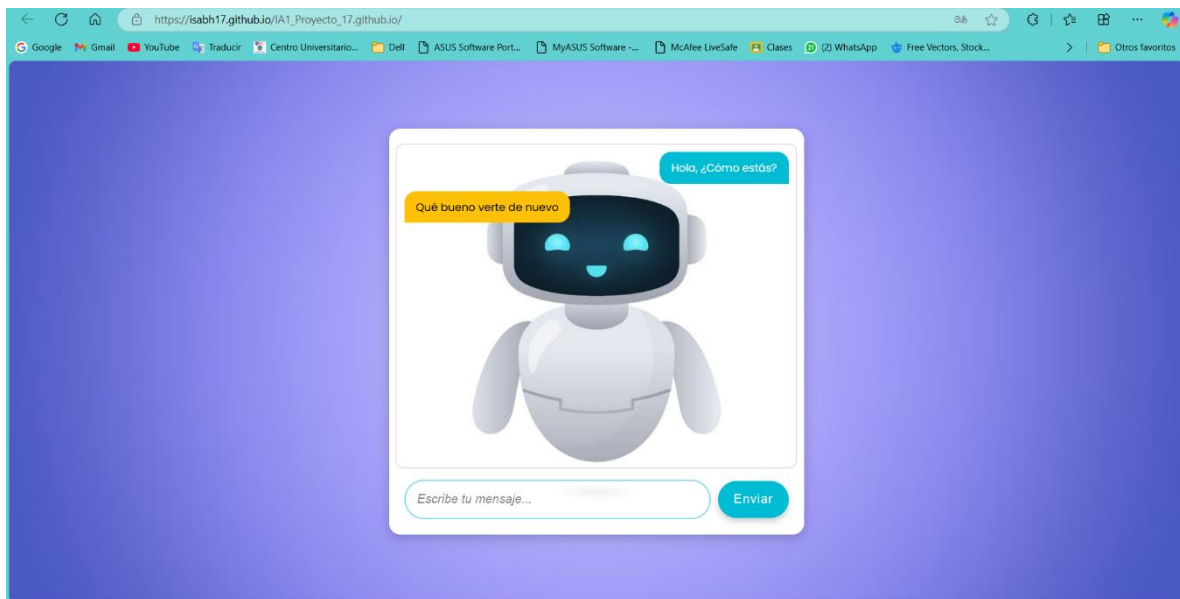 https://isabh17.github.io/IA1_Proyecto_17.github.io/
Google Gmail YouTube Traducir Centro Universitario... Dell ASUS Software Port... MyASUS Software -... McAfee LiveSafe Clases (2) WhatsApp Free Vectors, Stock... Otros favoritos
Hola, ¿Cómo estás?
Qué bueno verte de nuevo
Escribe tu mensaje...
Enviar